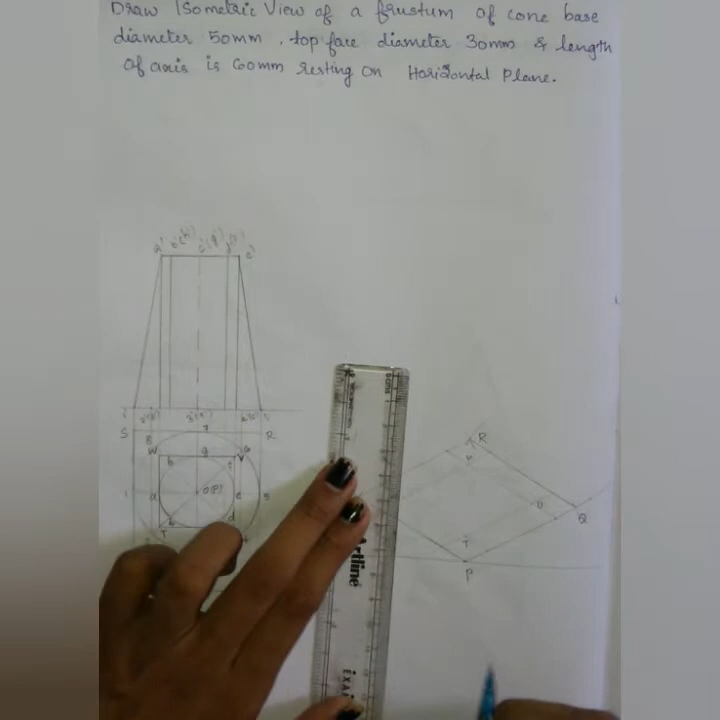 Draw Isometric View of a frustum of cone base
diameter 50mm , top face diameter 30mm & length
of axis is 60mm resting on Horizontal Plane.
a' b'(h') c'(g') d'(f') e'
S R
W g V
b
a O(P) e
d
T
R
V
U
Q
T
P
Artline